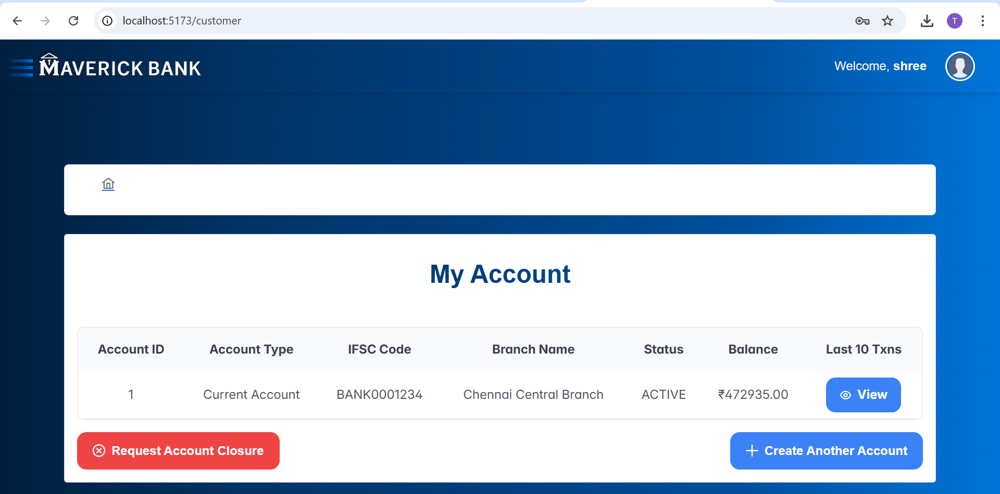 localhost:5173/customer
T
MAVERICK BANK
Welcome, shree
My Account
Account ID Account Type IFSC Code Branch Name Status Balance Last 10 Txns
1 Current Account BANK0001234 Chennai Central Branch ACTIVE ₹472935.00 View
Request Account Closure
Create Another Account